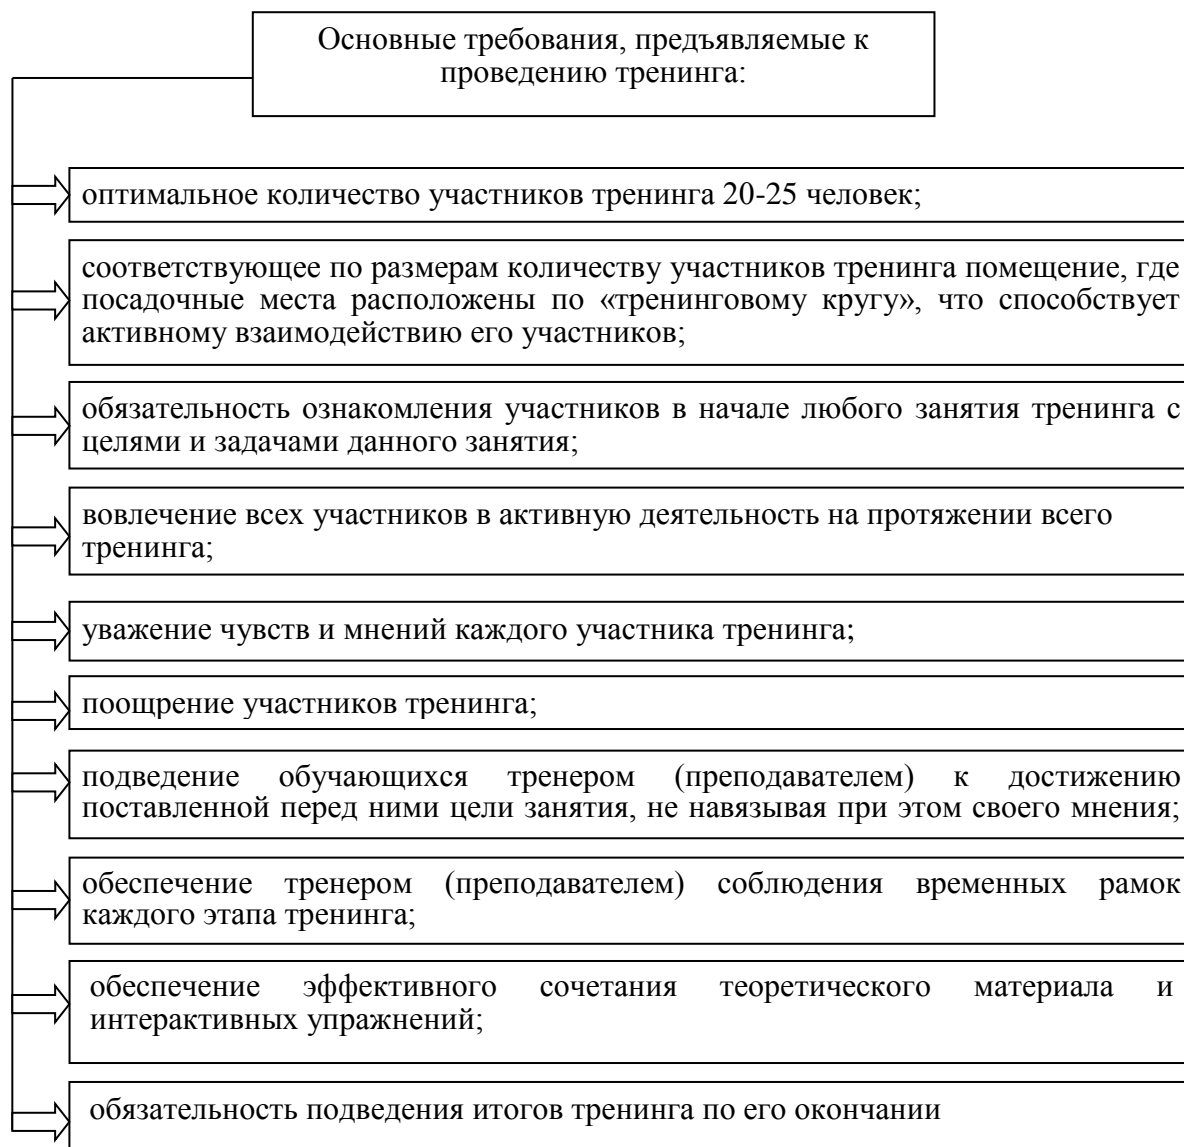 Основные требования, предъявляемые к
проведению тренинга:
оптимальное количество участников тренинга 20-25 человек;
соответствующее по размерам количеству участников тренинга помещение, где
посадочные места расположены по «тренинговому кругу», что способствует
активному взаимодействию его участников;
обязательность ознакомления участников в начале любого занятия тренинга с
целями и задачами данного занятия;
вовлечение всех участников в активную деятельность на протяжении всего
тренинга;
уважение чувств и мнений каждого участника тренинга;
поощрение участников тренинга;
подведение обучающихся тренером (преподавателем) к достижению
поставленной перед ними цели занятия, не навязывая при этом своего мнения;
обеспечение тренером (преподавателем) соблюдения временных рамок
каждого этапа тренинга;
обеспечение эффективного сочетания теоретического материала и
интерактивных упражнений;
обязательность подведения итогов тренинга по его окончании